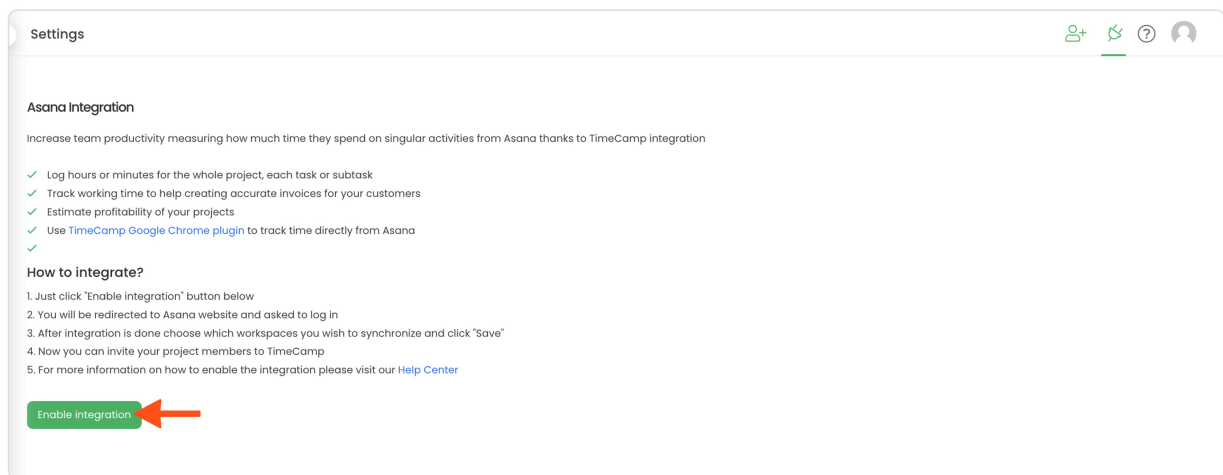 Settings
Asana Integration
Increase team productivity measuring how much time they spend on singular activities from Asana thanks to TimeCamp integration
Log hours or minutes for the whole project, each task or subtask
Track working time to help creating accurate invoices for your customers
Estimate profitability of your projects
Use TimeCamp Google Chrome plugin to track time directly from Asana
How to integrate?
1. Just click "Enable integration" button below
2. You will be redirected to Asana website and asked to log in
3. After integration is done choose which workspaces you wish to synchronize and click "Save"
4. Now you can invite your project members to TimeCamp
5. For more information on how to enable the integration please visit our Help Center
Enable integration